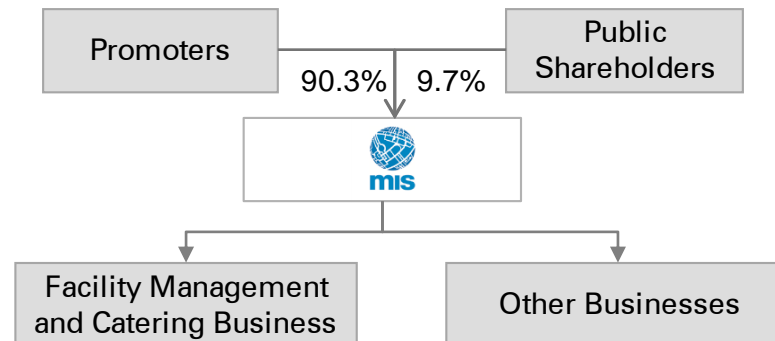 Promoters
Public
Shareholders
90.3%
9.7%
mis
Facility Management
and Catering Business
Other Businesses